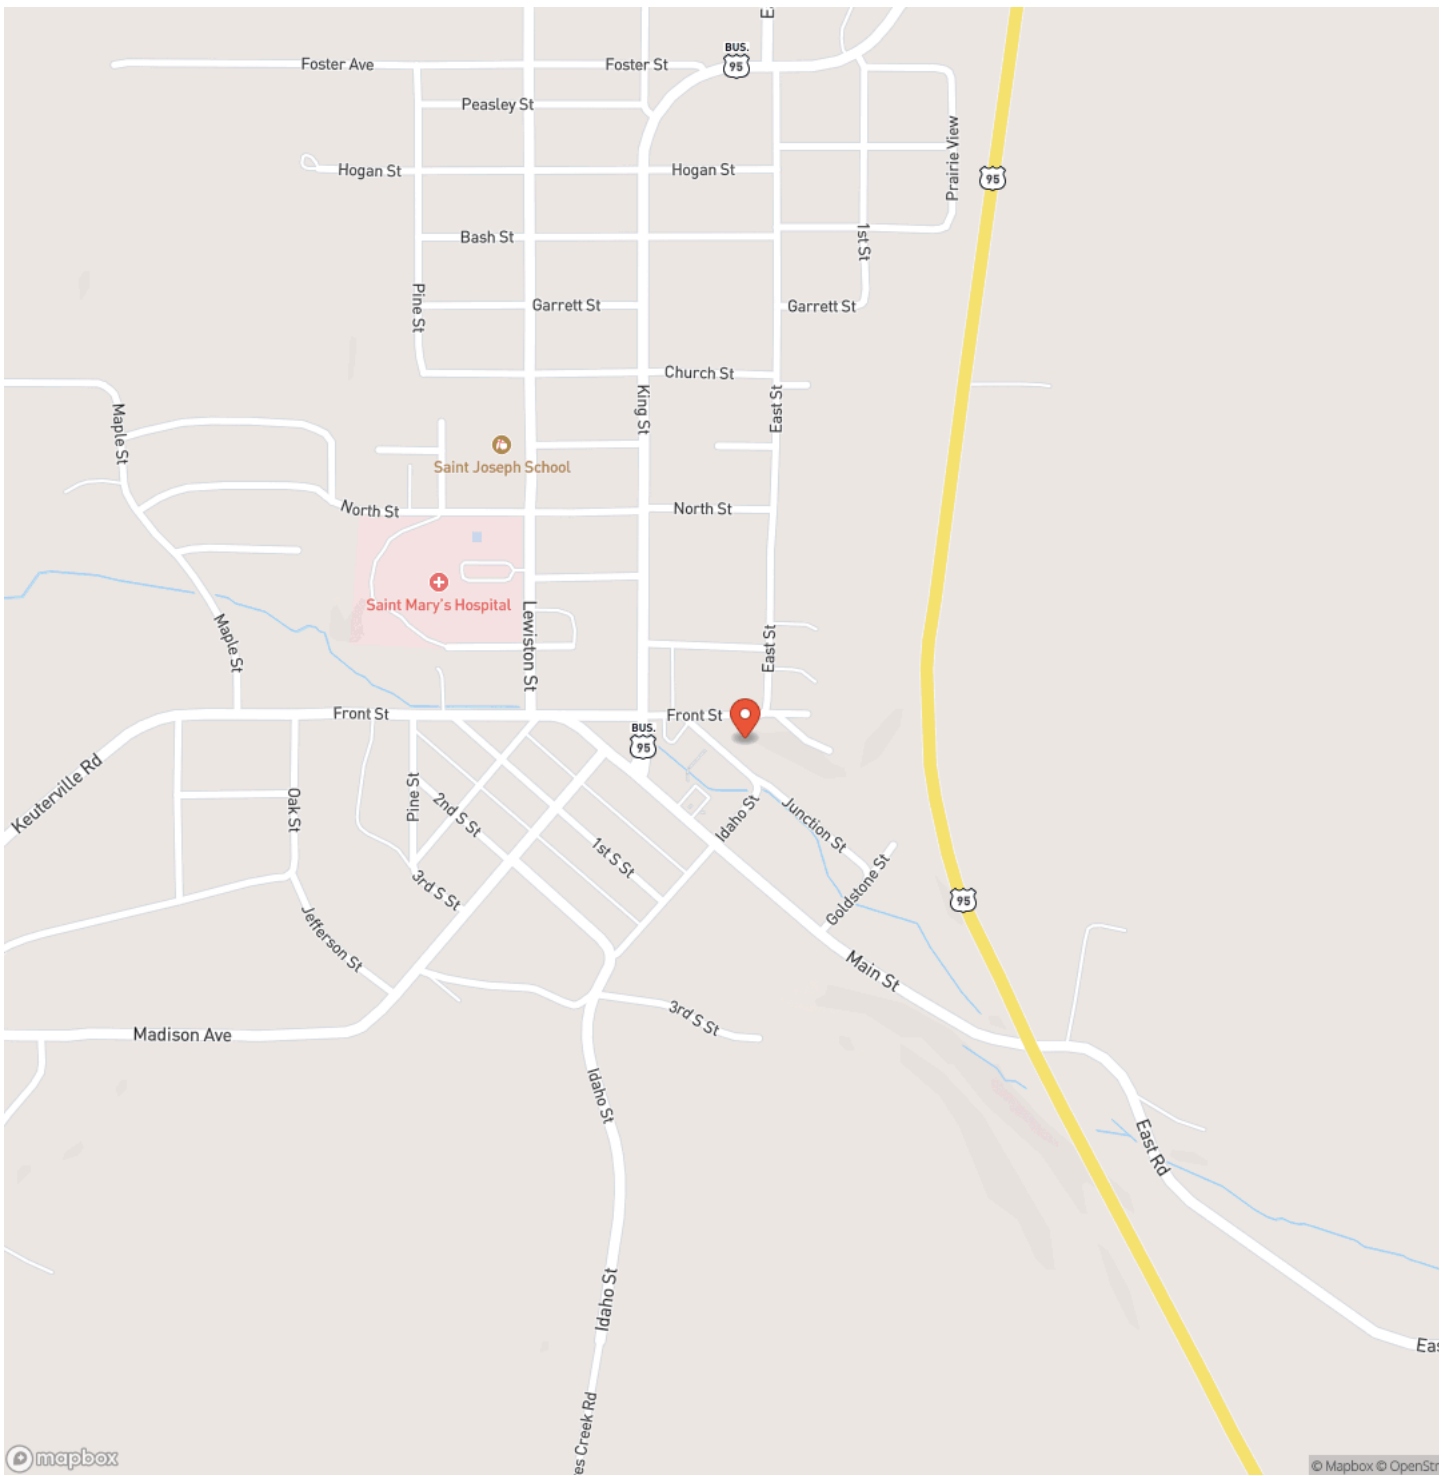 E
BUS.
95
Foster Ave
Foster St
Peasley St
Prairie View
Hogan St
Hogan St
95
Bash St
1st St
Pine St
Garrett St
Garrett St
Church St
King St
East St
Maple St
Saint Joseph School
North St
North St
Saint Mary's Hospital
Maple St
Lewiston St
East St
Front St
Front St
BUS.
95
Keuterville Rd
Oak St
Pine St
2nd S St
1st S St
Idaho St
Junction St
3rd S St
Goldstone St
95
Jefferson St
Main St
Madison Ave
3rd S St
Idaho St
East Rd
Idaho St
Eas
es Creek Rd
mapbox
© Mapbox © OpenStr